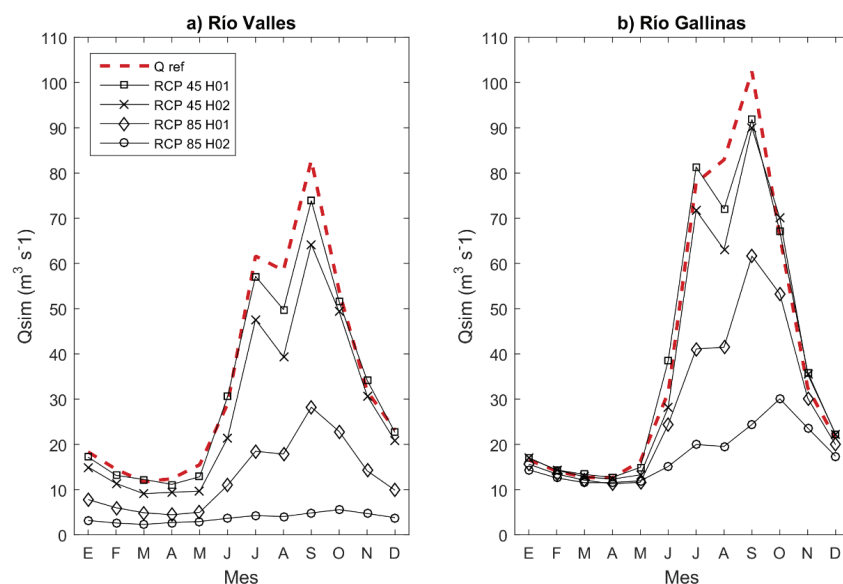 a) Río Valles
110
100
90
80
70
60
50
40
30
20
10
0
Qsim (m³ s⁻¹)
Q ref
RCP 45 H01
RCP 45 H02
RCP 85 H01
RCP 85 H02
E F M A M J J A S O N D
Mes
b) Río Gallinas
110
100
90
80
70
60
50
40
30
20
10
0
Qsim (m³ s⁻¹)
E F M A M J J A S O N D
Mes